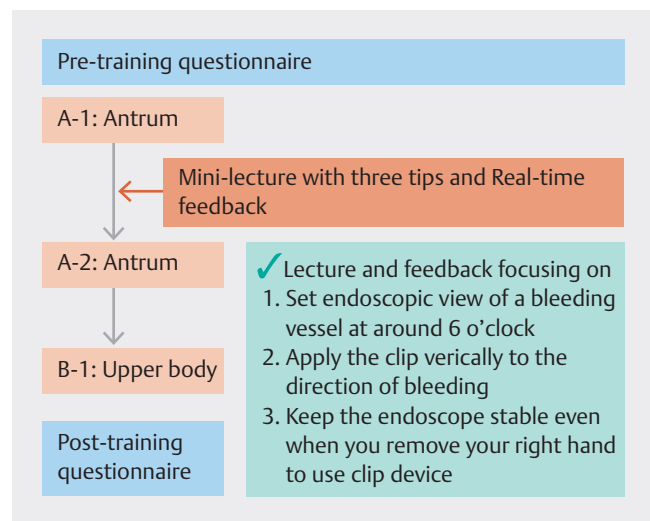 Pre-training questionnaire
A-1: Antrum
Mini-lecture with three tips and Real-time
feedback
A-2: Antrum
✓Lecture and feedback focusing on
1. Set endoscopic view of a bleeding
vessel at around 6 o’clock
2. Apply the clip verically to the
direction of bleeding
3. Keep the endoscope stable even
when you remove your right hand
to use clip device
B-1: Upper body
Post-training
questionnaire